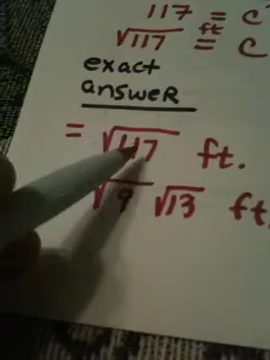 117 = C
√117 ft = C
exact
answer
= √117 ft.
√9 √13 ft